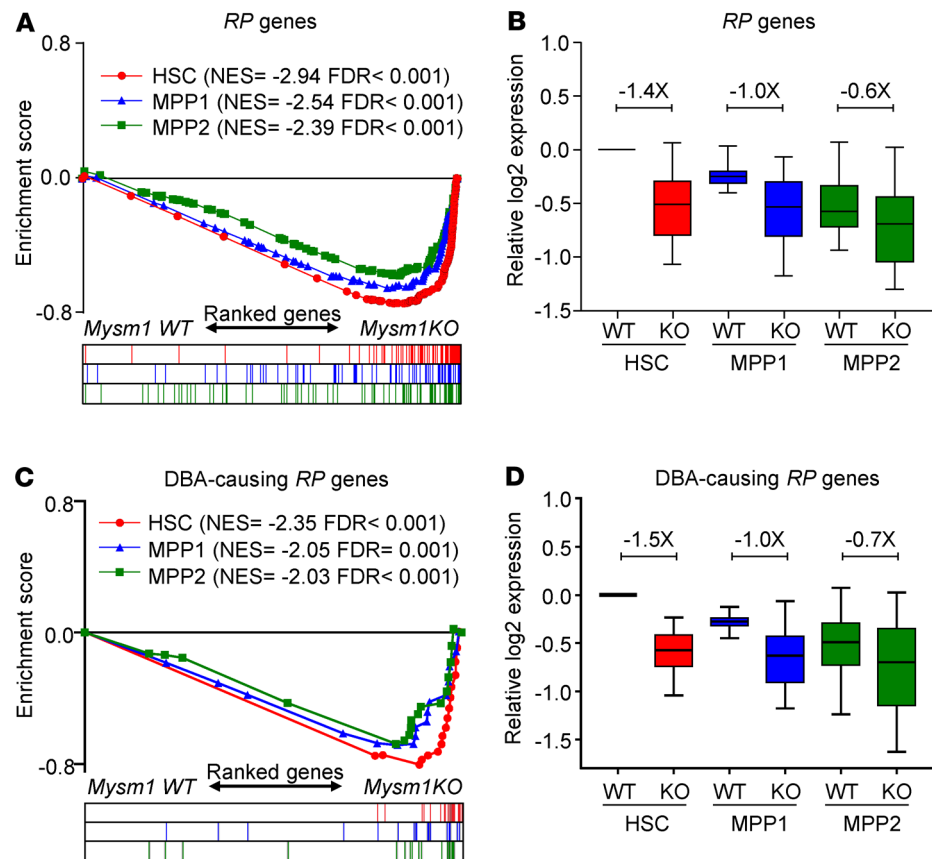 A
RP genes
0.8
HSC (NES= -2.94 FDR< 0.001)
MPP1 (NES= -2.54 FDR< 0.001)
MPP2 (NES= -2.39 FDR< 0.001)
0.0
-0.8
Enrichment score
Mysm1 WT
Ranked genes
Mysm1KO
B
RP genes
1.0
0.5
0.0
-0.5
-1.0
-1.5
Relative log2 expression
-1.4X
-1.0X
-0.6X
WT KO WT KO WT KO
HSC MPP1 MPP2
C
DBA-causing RP genes
0.8
HSC (NES= -2.35 FDR< 0.001)
MPP1 (NES= -2.05 FDR= 0.001)
MPP2 (NES= -2.03 FDR< 0.001)
0.0
-0.8
Enrichment score
Mysm1 WT
Ranked genes
Mysm1KO
D
DBA-causing RP genes
1.0
0.5
0.0
-0.5
-1.0
-1.5
Relative log2 expression
-1.5X
-1.0X
-0.7X
WT KO WT KO WT KO
HSC MPP1 MPP2